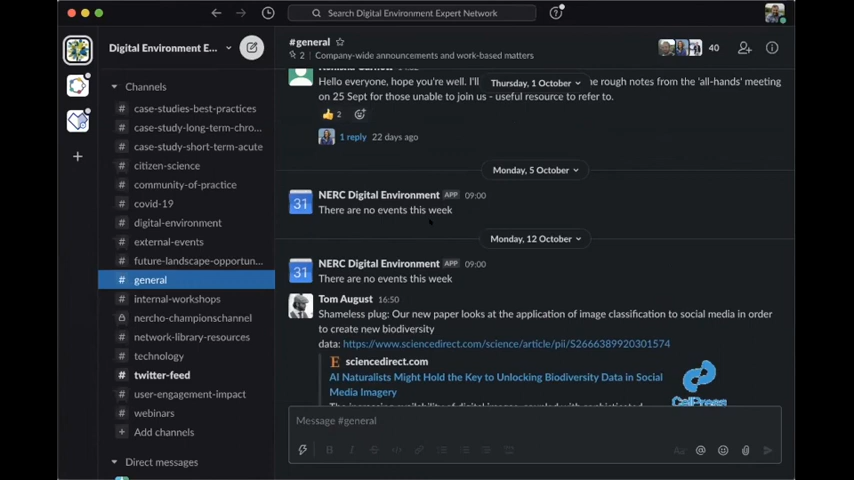 Search Digital Environment Expert Network
Digital Environment E...
Channels
# case-studies-best-practices
# case-study-long-term-chro...
# case-study-short-term-acute
# citizen-science
# community-of-practice
# covid-19
# digital-environment
# external-events
# future-landscape-opportun...
# general
# internal-workshops
nercho-championschannel
# network-library-resources
# technology
# twitter-feed
# user-engagement-impact
# webinars
+ Add channels
Direct messages
#general
2 | Company-wide announcements and work-based matters
40
Thursday, 1 October
Hello everyone, hope you're well. I'll
he rough notes from the 'all-hands' meeting
on 25 Sept for those unable to join us - useful resource to refer to.
2
1 reply 22 days ago
Monday, 5 October
31
NERC Digital Environment APP 09:00
There are no events this week
Monday, 12 October
31
NERC Digital Environment APP 09:00
There are no events this week
Tom August 16:50
Shameless plug: Our new paper looks at the application of image classification to social media in order
to create new biodiversity
data: https://www.sciencedirect.com/science/article/pii/S2666389920301574
E sciencedirect.com
AI Naturalists Might Hold the Key to Unlocking Biodiversity Data in Social
Media Imagery
CelPress
Message #general
B I S
Aa @